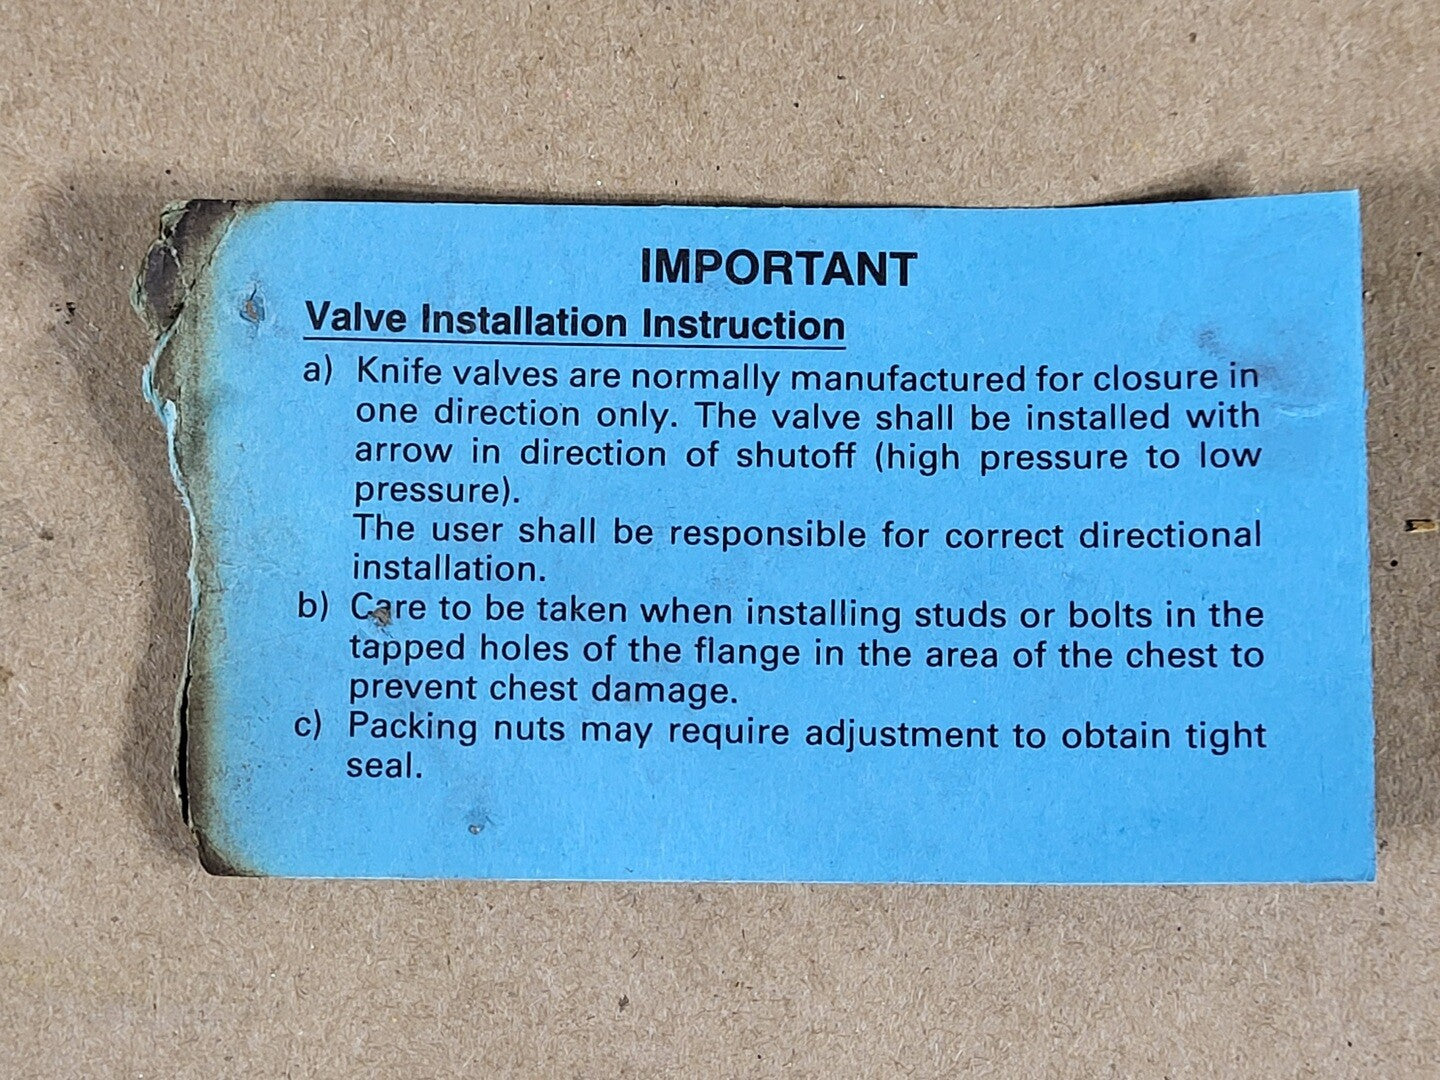 IMPORTANT
Valve Installation Instruction
a) Knife valves are normally manufactured for closure in
one direction only. The valve shall be installed with
arrow in direction of shutoff (high pressure to low
pressure).
The user shall be responsible for correct directional
installation.
b) Care to be taken when installing studs or bolts in the
tapped holes of the flange in the area of the chest to
prevent chest damage.
c) Packing nuts may require adjustment to obtain tight
seal.